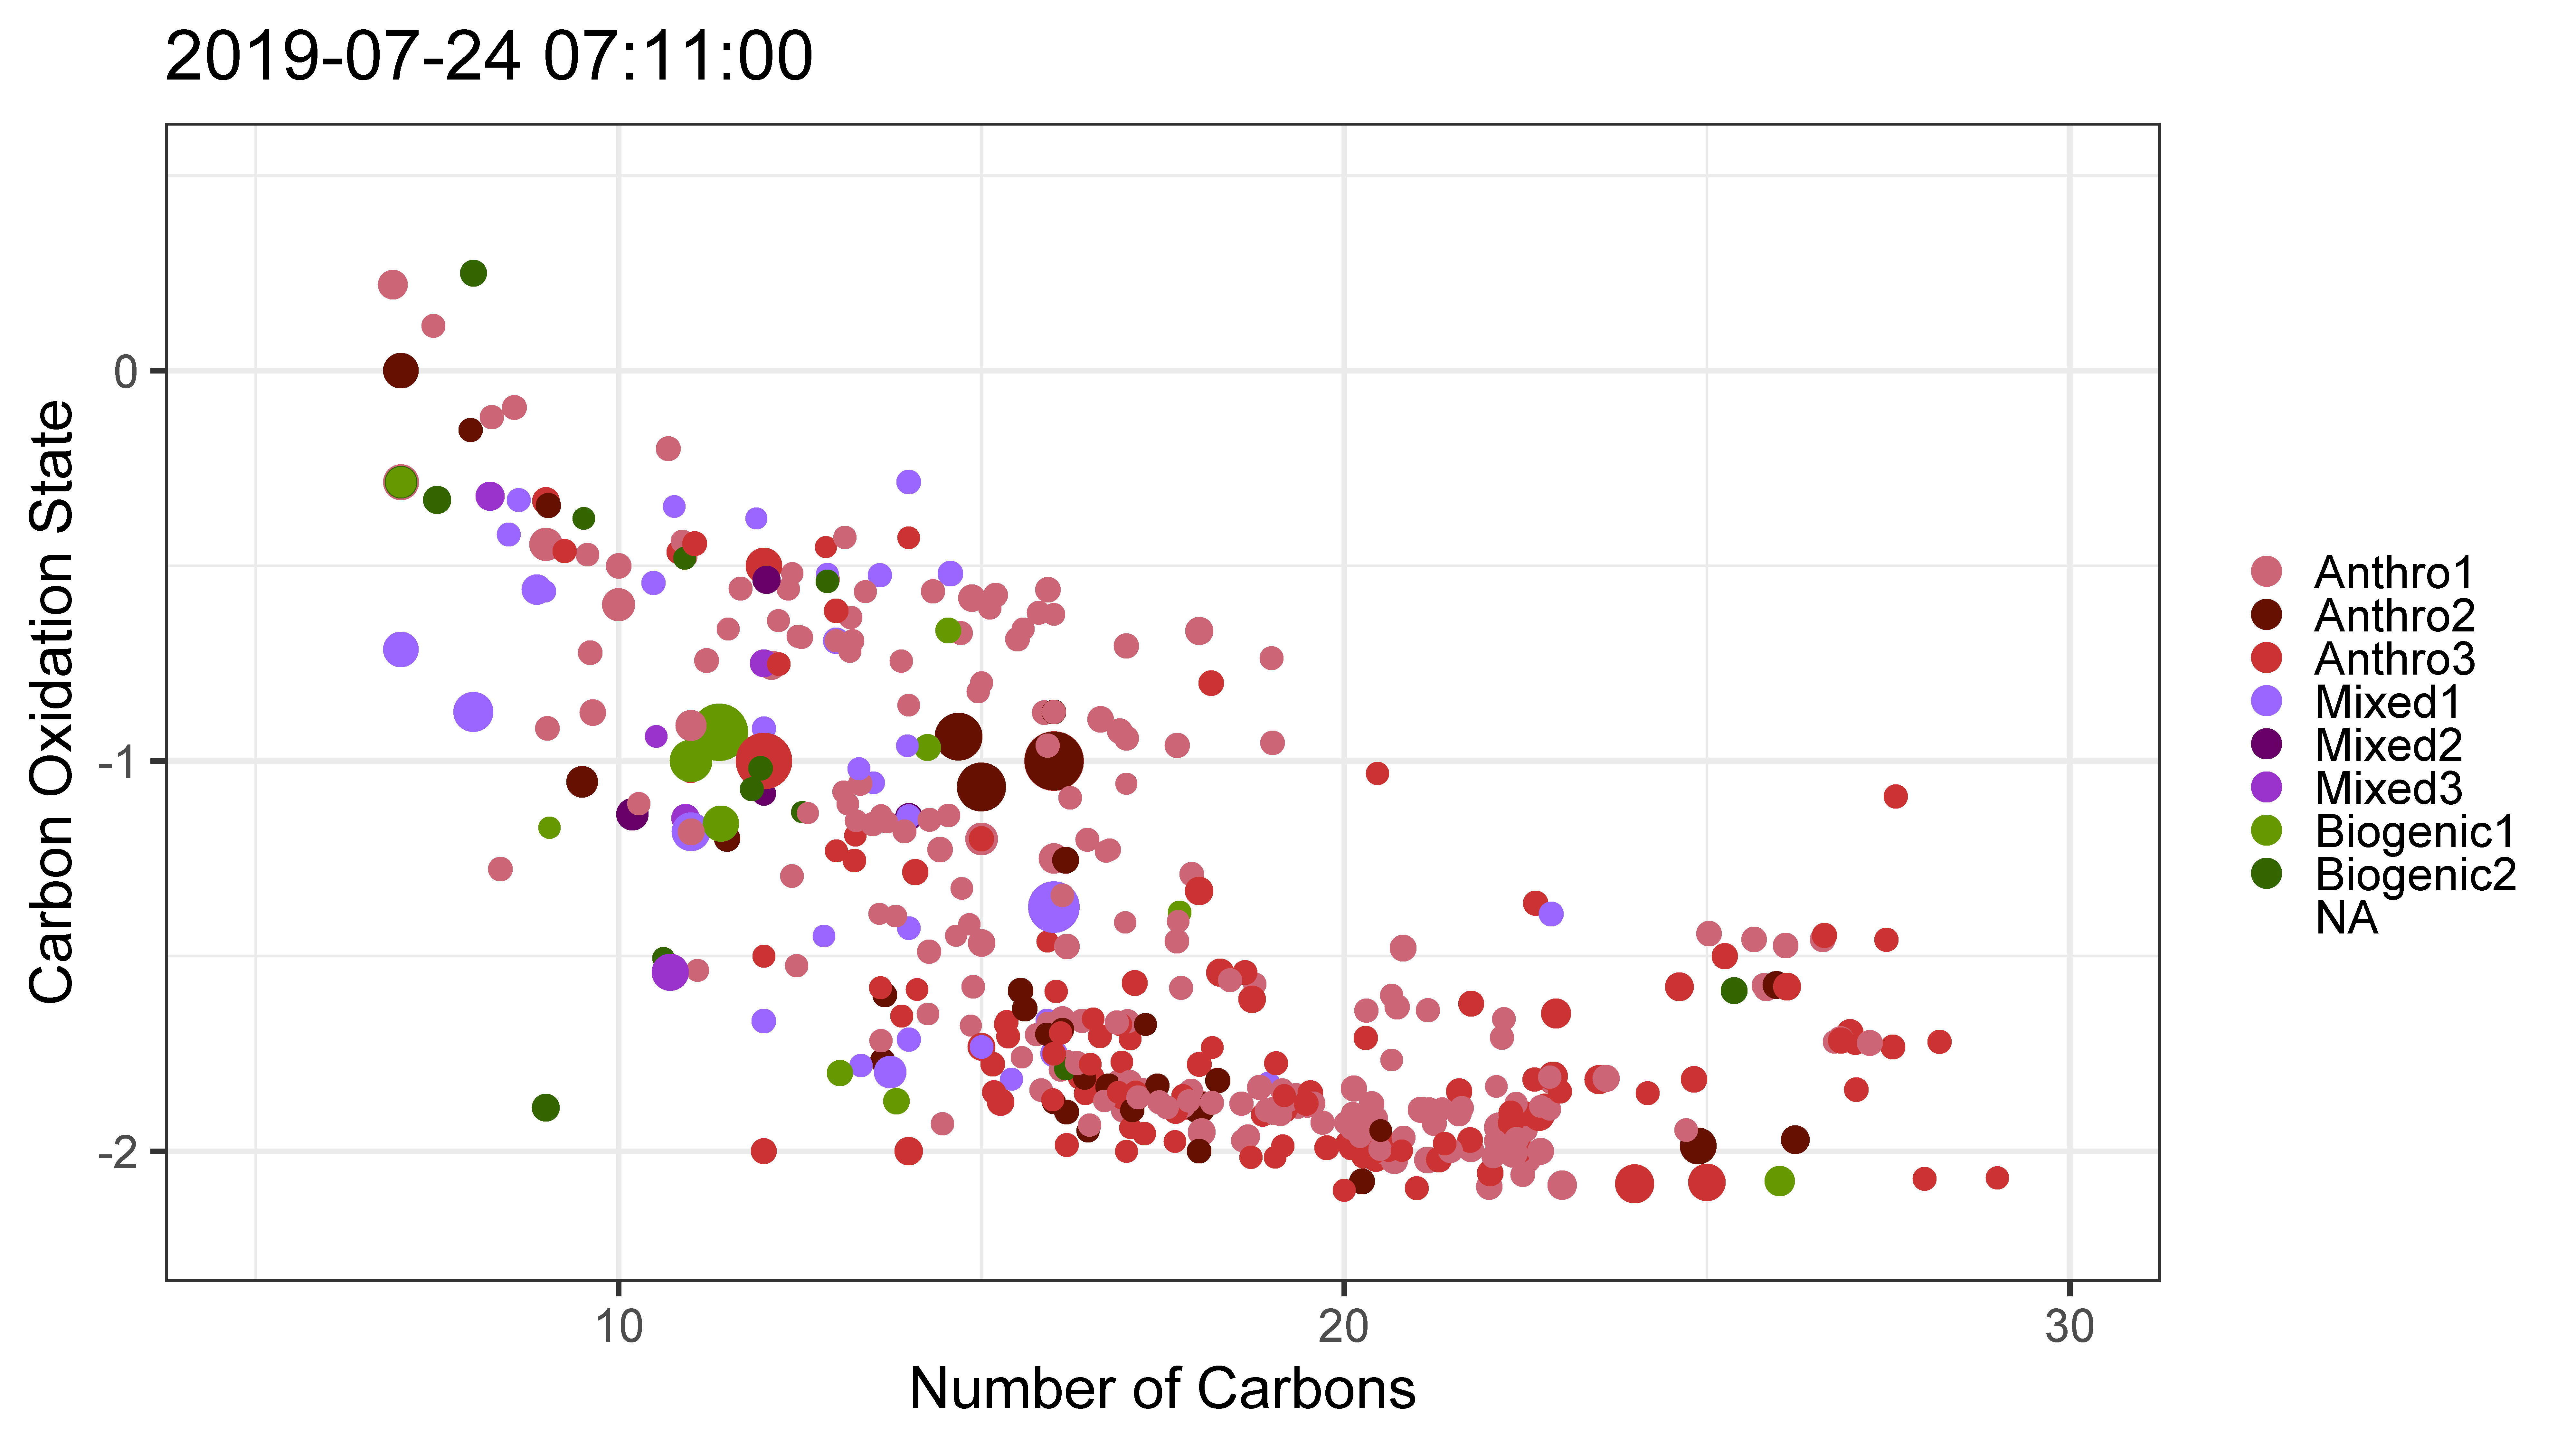 2019-07-24 07:11:00
Carbon Oxidation State
0
-1
-2
10
20
30
Number of Carbons
Anthro1
Anthro2
Anthro3
Mixed1
Mixed2
Mixed3
Biogenic1
Biogenic2
NA